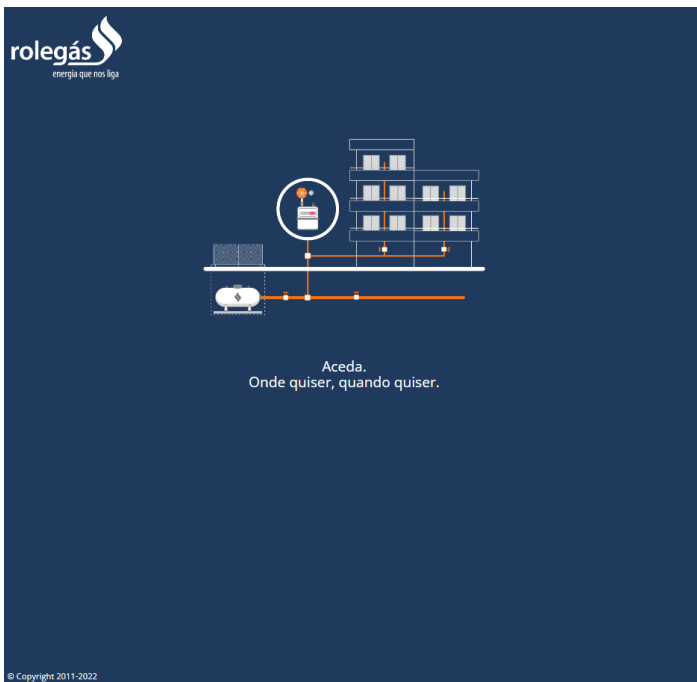 rolegás
energia que nos liga
Aceda.
Onde quiser, quando quiser.
© Copyright 2011-2022